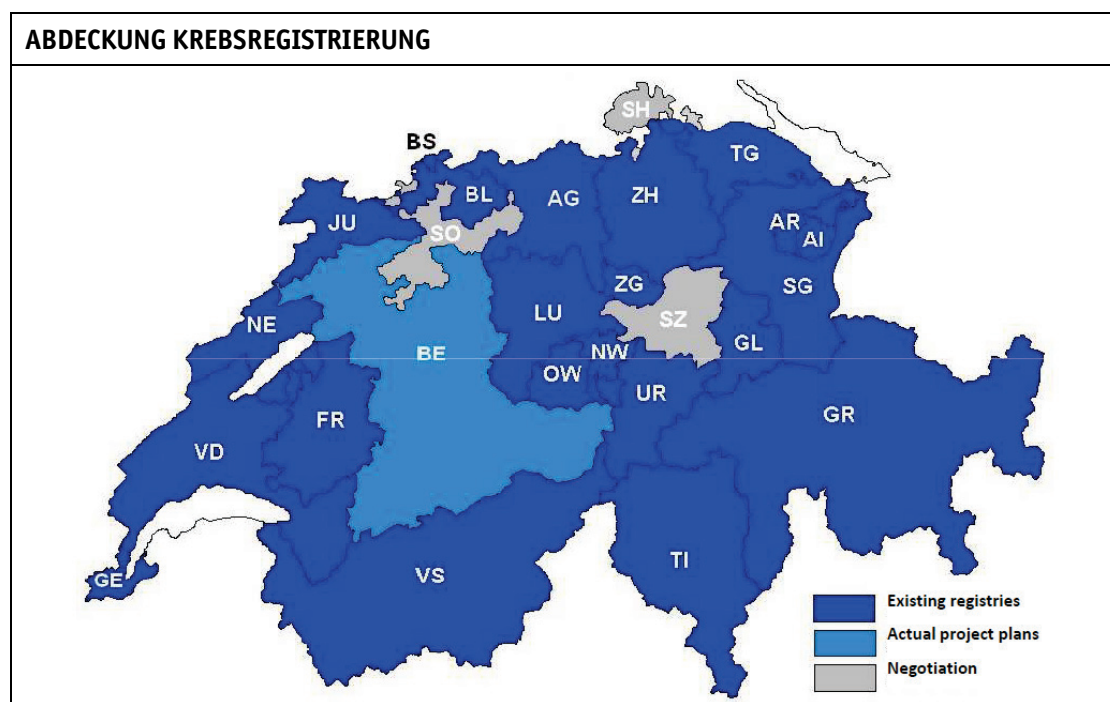 ABDECKUNG KREBSREGISTRIERUNG
SH
BS
TG
BL
AG
ZH
JU
AR
AI
SO
ZG
SG
LU
SZ
NE
NW
GL
BE
OW
UR
FR
GR
VD
VS
TI
GE
Existing registries
Actual project plans
Negotiation